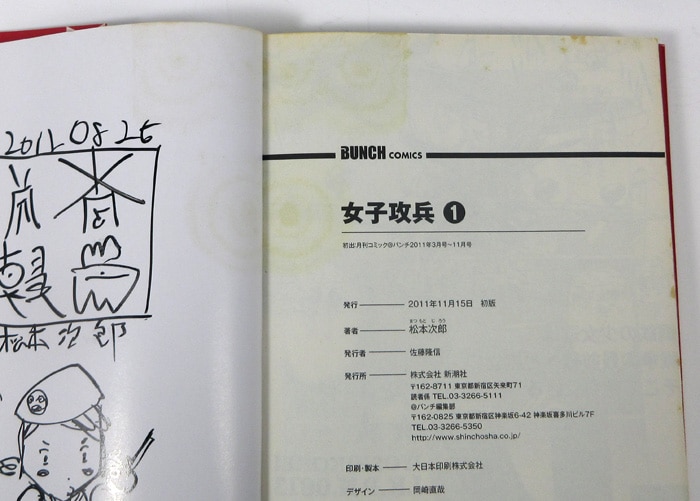 2012 08 25
松本次郎
BUNCH COMICS
女子攻兵 1
初出:月刊コミック@バンチ2011年3月号~11月号
発行 2011年11月15日 初版
まつもと じろう
著者 松本次郎
発行者 佐藤隆信
発行所 株式会社 新潮社
〒162-8711 東京都新宿区矢来町71
読者係 TEL.03-3266-5111
@バンチ編集部
〒162-0825 東京都新宿区神楽坂6-42 神楽坂喜多川ビル7F
TEL.03-3266-5350
http://www.shinchosha.co.jp/
印刷・製本 大日本印刷株式会社
デザイン 岡崎直哉